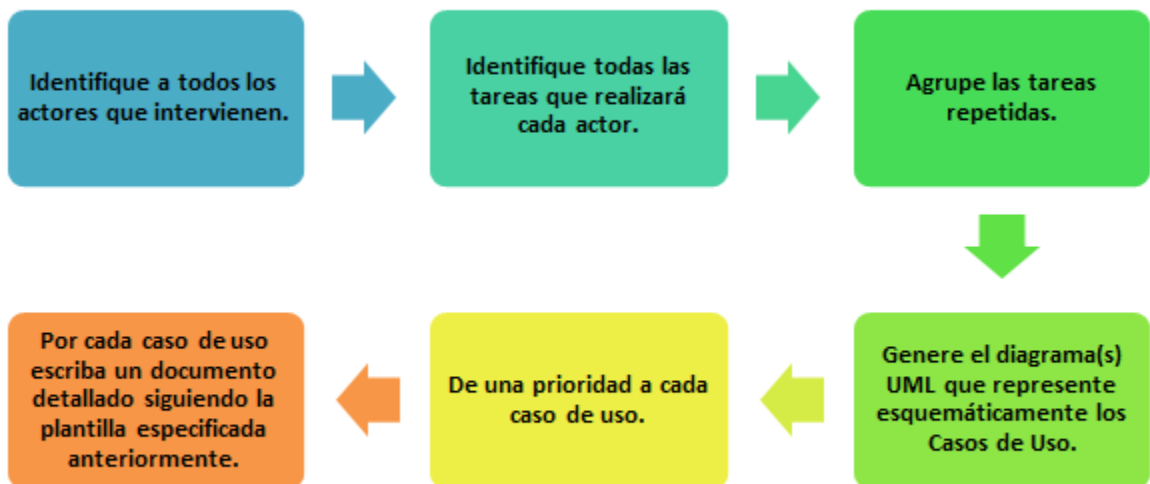 Identifique a todos los
actores que intervienen.
Identifique todas las
tareas que realizará
cada actor.
Agrupe las tareas
repetidas.
Genere el diagrama(s)
UML que represente
esquemáticamente los
Casos de Uso.
De una prioridad a cada
caso de uso.
Por cada caso de uso
escriba un documento
detallado siguiendo la
plantilla especificada
anteriormente.